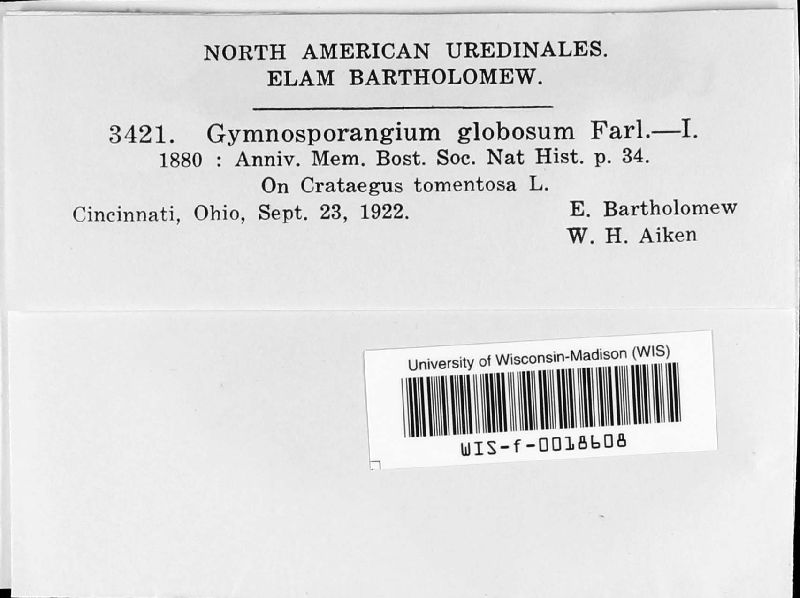 NORTH AMERICAN UREDINALES.
ELAM BARTHOLOMEW.
3421. Gymnosporangium globosum Farl.—I.
1880 : Anniv. Mem. Bost. Soc. Nat Hist. p. 34.
On Crataegus tomentosa L.
Cincinnati, Ohio, Sept. 23, 1922. E. Bartholomew
W. H. Aiken
University of Wisconsin-Madison (WIS)
WIS-f-0018608